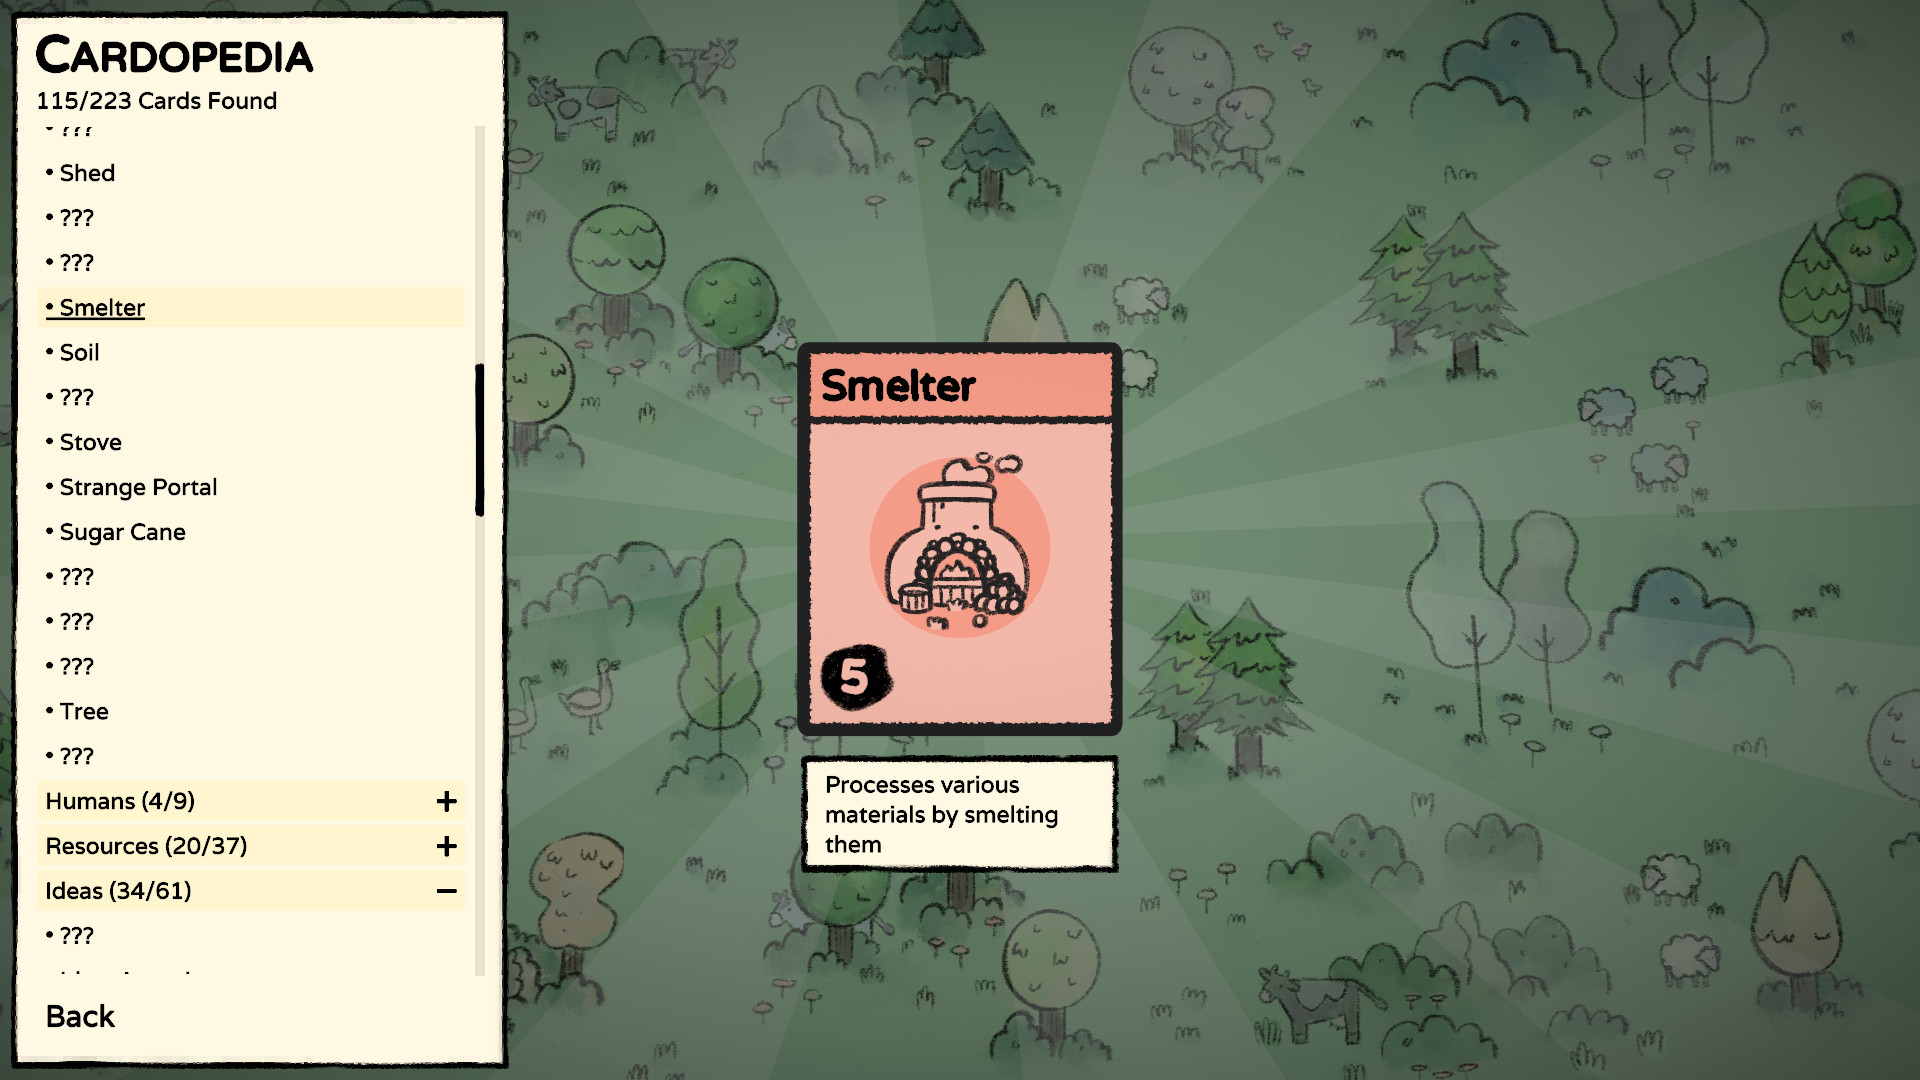 CARDOPEDIA
115/223 Cards Found
• ???
• Shed
• ???
• ???
• Smelter
• Soil
• ???
• Stove
• Strange Portal
• Sugar Cane
• ???
• ???
• ???
• Tree
• ???
Humans (4/9) +
Resources (20/37) +
Ideas (34/61) −
• ???
Back
Smelter
5
Processes various
materials by smelting
them